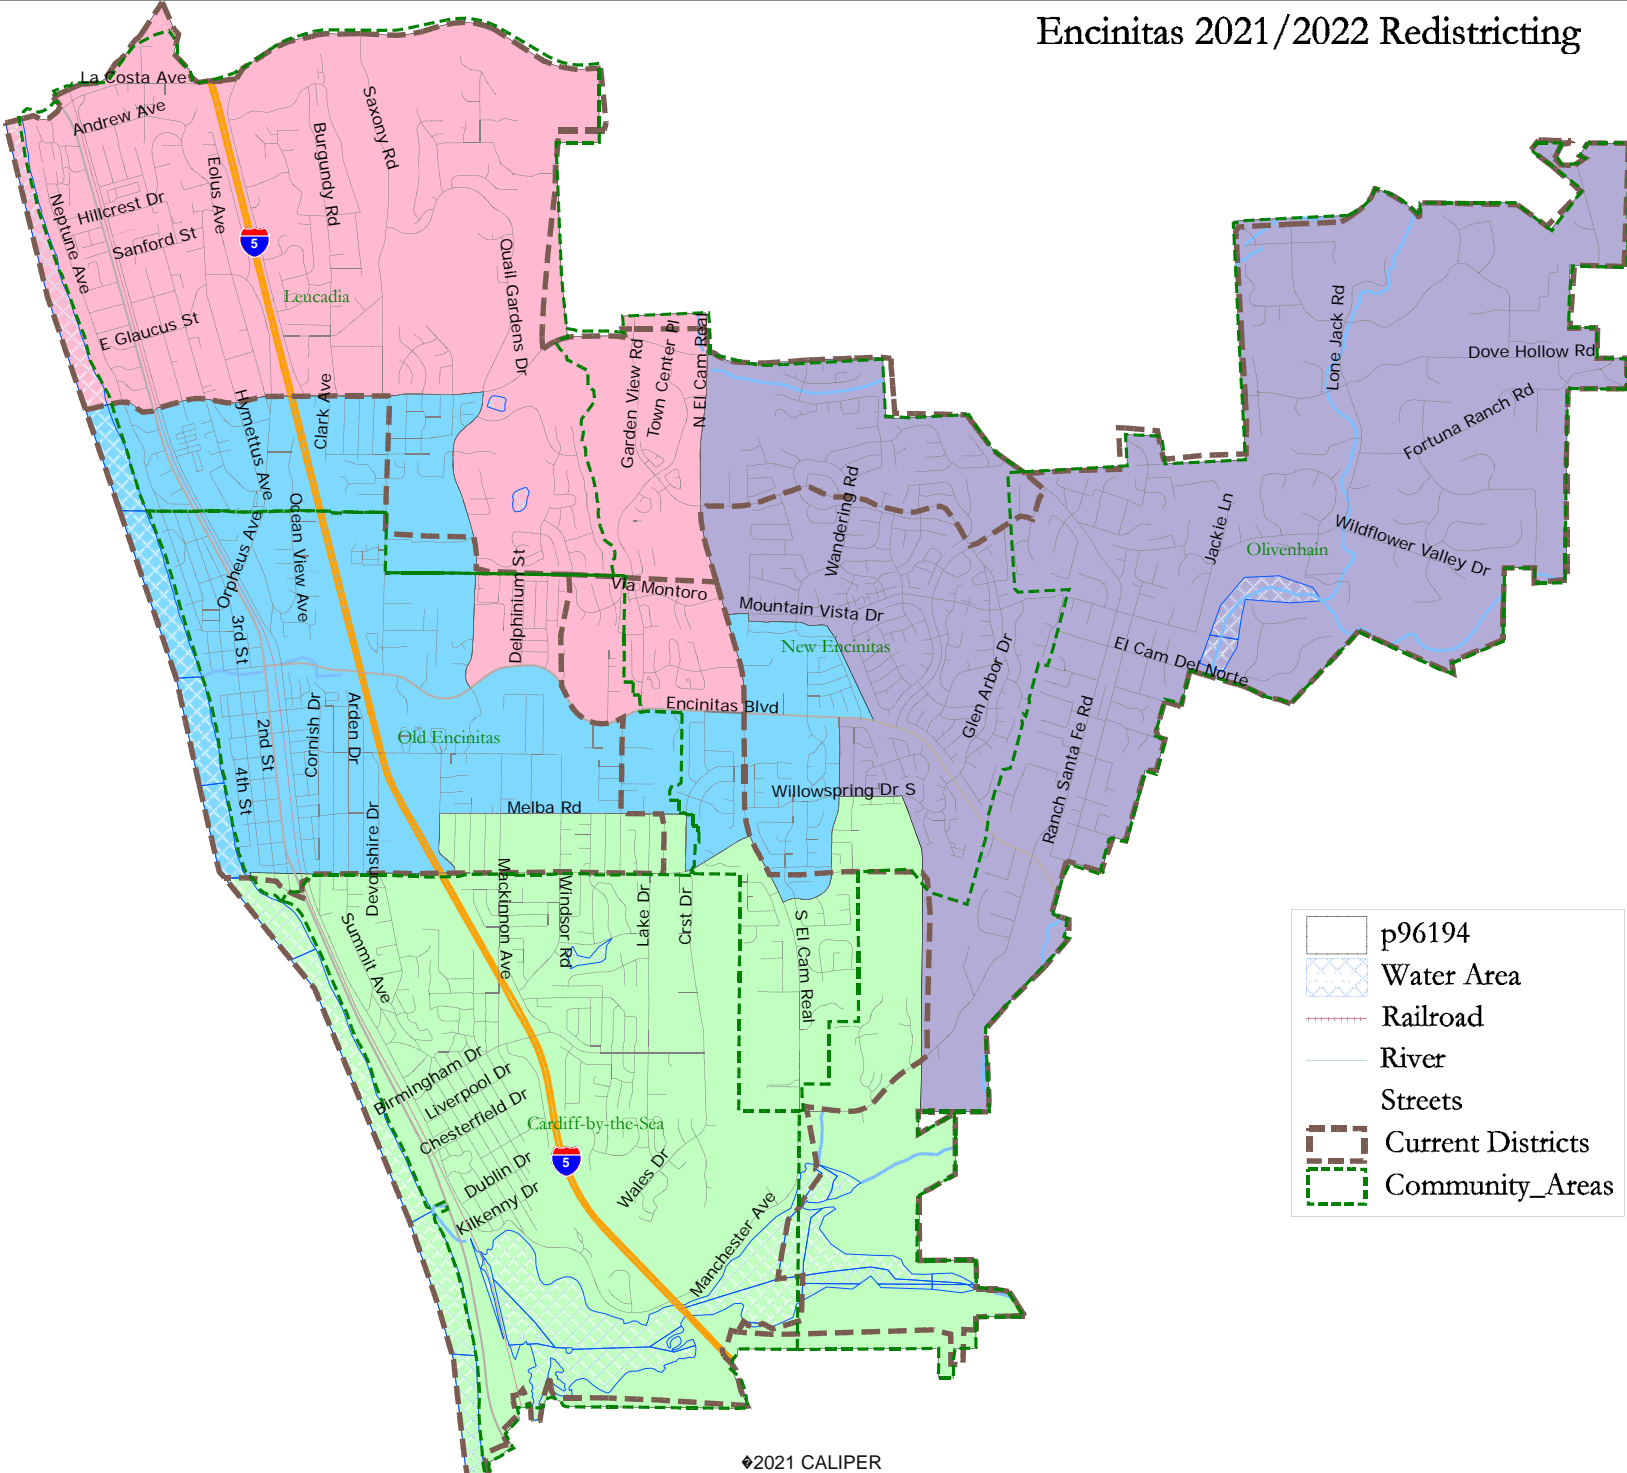 Encinitas 2021/2022 Redistricting
La Costa Ave
Andrew Ave
Saxony Rd
Burgundy Rd
Eolus Ave
Neptune Ave
Hillcrest Dr
Sanford St
5
Quail Gardens Dr
Leucadia
E Glaucus St
Garden View Rd
Town Center Pl
N El Cam Real
Lone Jack Rd
Dove Hollow Rd
Fortuna Ranch Rd
Hymettus Ave
Clark Ave
Orpheus Ave
Ocean View Ave
Wandering Rd
Jackie Ln
Wildflower Valley Dr
Olivenhain
Delphinium St
Via Montoro
Mountain Vista Dr
New Encinitas
3rd St
Glen Arbor Dr
El Cam Del Norte
Encinitas Blvd
Ranch Santa Fe Rd
2nd St
Cornish Dr
Arden Dr
Old Encinitas
4th St
Willowspring Dr S
Melba Rd
Devonshire Dr
Mackinnon Ave
Windsor Rd
Lake Dr
Crst Dr
S El Cam Real
Summit Ave
Birmingham Dr
Liverpool Dr
Chesterfield Dr
Cardiff-by-the-Sea
5
Dublin Dr
Kilkenny Dr
Wales Dr
Manchester Ave
p96194
Water Area
Railroad
River
Streets
Current Districts
Community_Areas
�2021 CALIPER